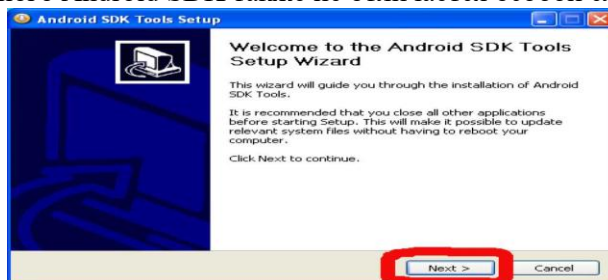 Android SDK Tools Setup
Welcome to the Android SDK Tools
Setup Wizard
This wizard will guide you through the installation of Android
SDK Tools.
It is recommended that you close all other applications
before starting Setup. This will make it possible to update
relevant system files without having to reboot your
computer.
Click Next to continue.
Next >
Cancel